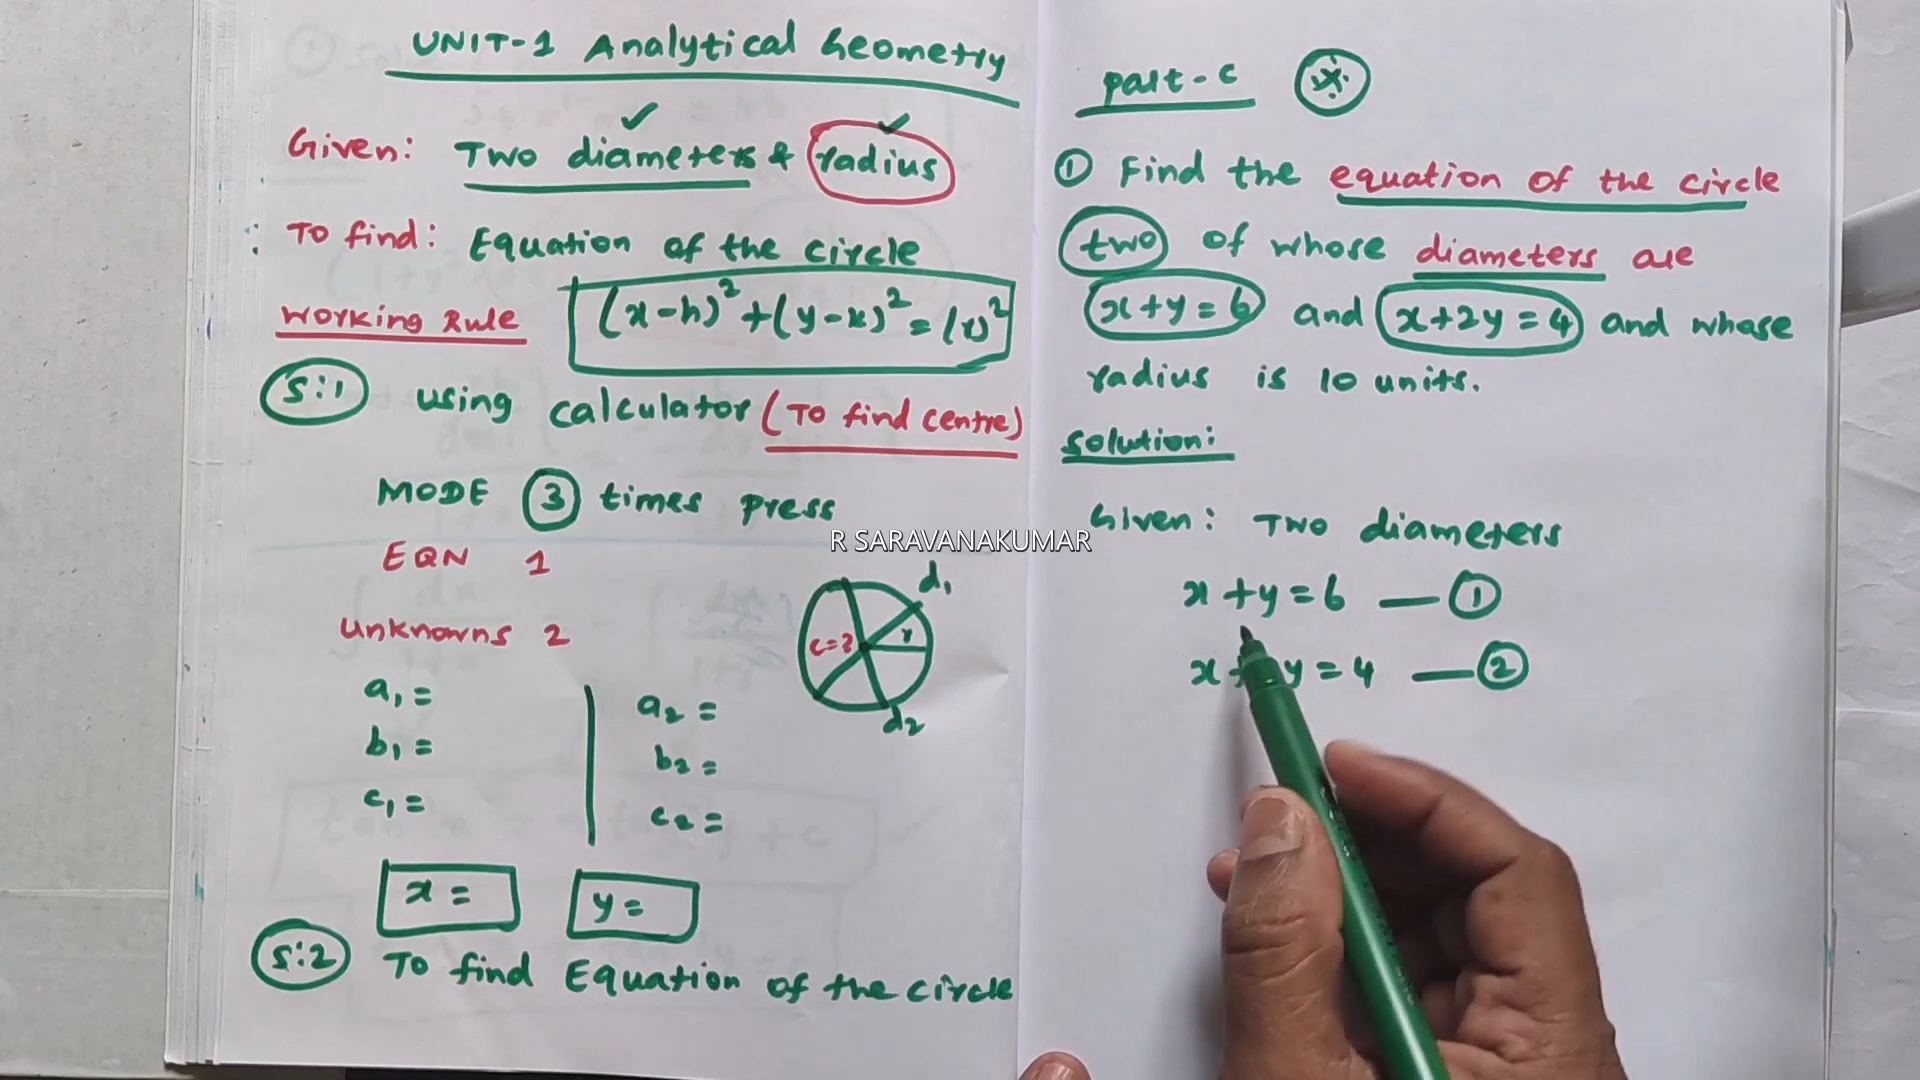 UNIT-1 Analytical Geometry
Given: Two diameters & radius
To find: Equation of the circle
Working Rule (x-h)²+(y-k)²=(r)²
S:1 using calculator (To find centre)
MODE 3 times press
EQN 1
unknowns 2
a₁=
b₁=
c₁=
a₂=
b₂=
c₂=
d₁
r
c=?
d₂
x=
y=
S:2 To find Equation of the circle
R SARAVANAKUMAR
part-c
① Find the equation of the circle
two of whose diameters are
x+y=6 and x+2y=4 and whose
radius is 10 units.
solution:
Given: Two diameters
x+y=6 — ①
x+2y=4 — ②